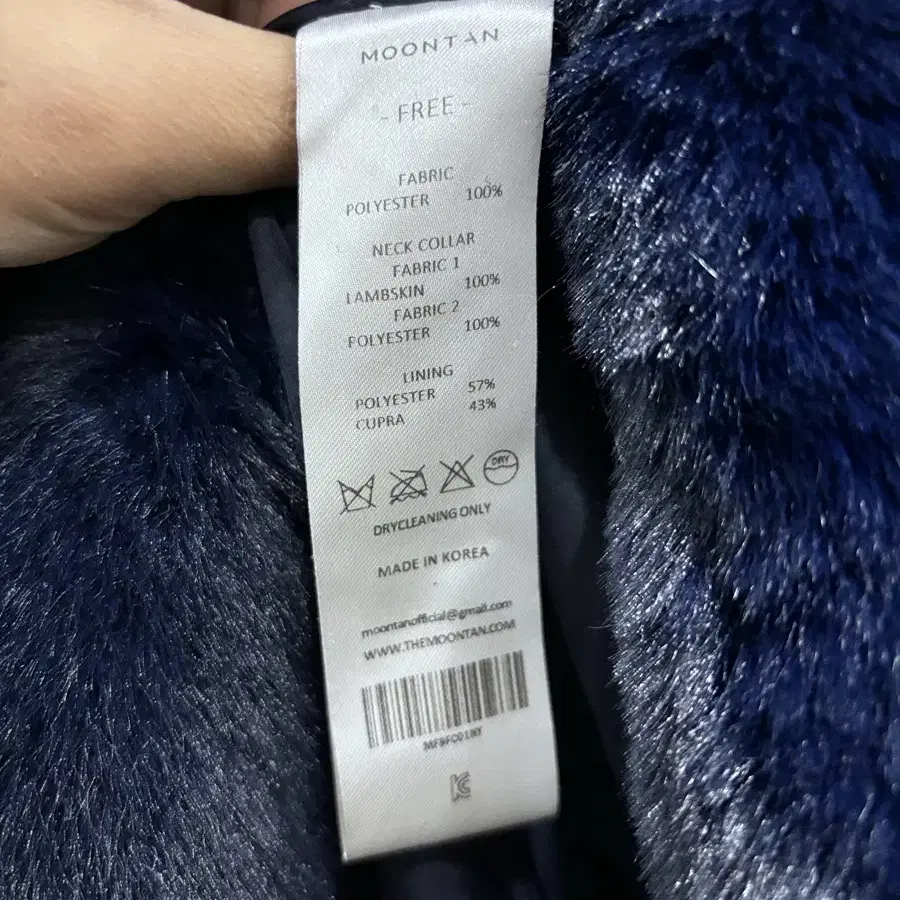 MOONTAN
- FREE -
FABRIC
POLYESTER 100%
NECK COLLAR
FABRIC 1
LAMBSKIN 100%
FABRIC 2
POLYESTER 100%
LINING
POLYESTER 57%
CUPRA 43%
DRY
DRYCLEANING ONLY
MADE IN KOREA
moontanofficial@gmail.com
WWW.THEMOONTAN.COM